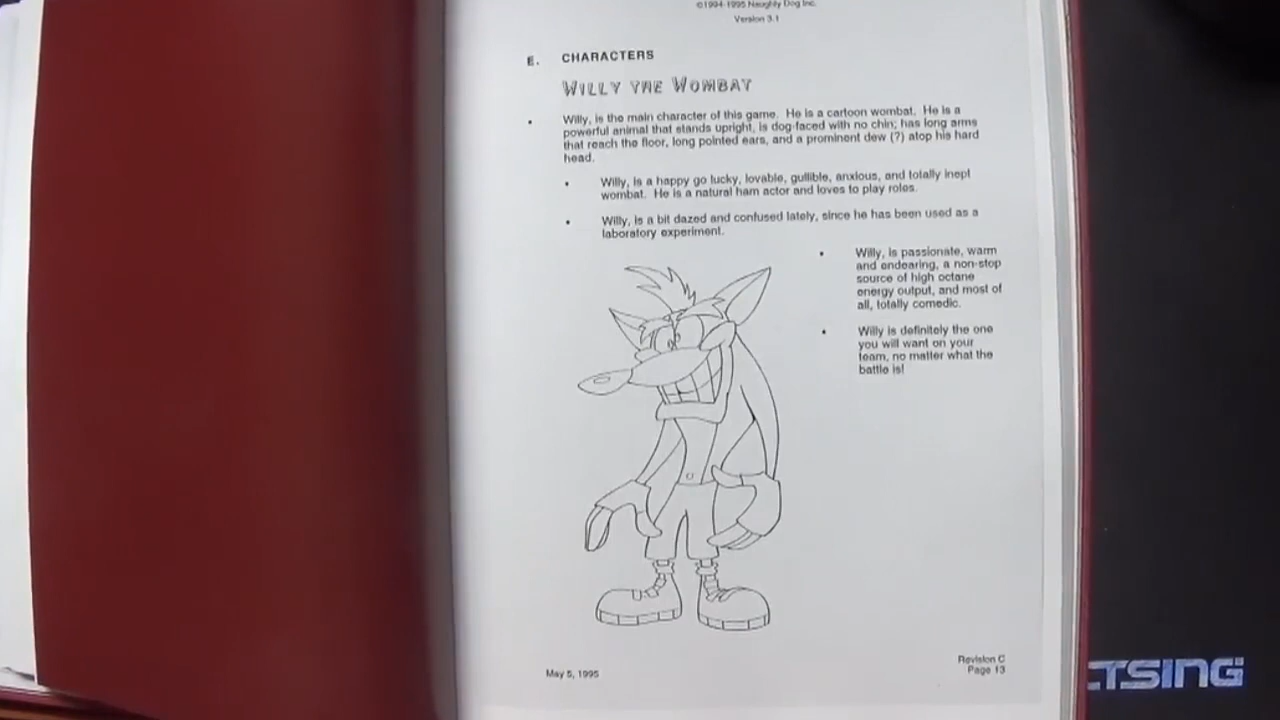 ©1994-1995 Naughty Dog Inc.
Version 3.1
E. CHARACTERS
WILLY THE WOMBAT
• Willy, is the main character of this game. He is a cartoon wombat. He is a
powerful animal that stands upright, is dog-faced with no chin; has long arms
that reach the floor, long pointed ears, and a prominent dew (?) atop his hard
head.
• Willy, is a happy go lucky, lovable, gullible, anxious, and totally inept
wombat. He is a natural ham actor and loves to play roles.
• Willy, is a bit dazed and confused lately, since he has been used as a
laboratory experiment.
• Willy, is passionate, warm
and endearing, a non-stop
source of high octane
energy output, and most of
all, totally comedic.
• Willy is definitely the one
you will want on your
team, no matter what the
battle is!
May 5, 1995
Revision C
Page 13
TSING